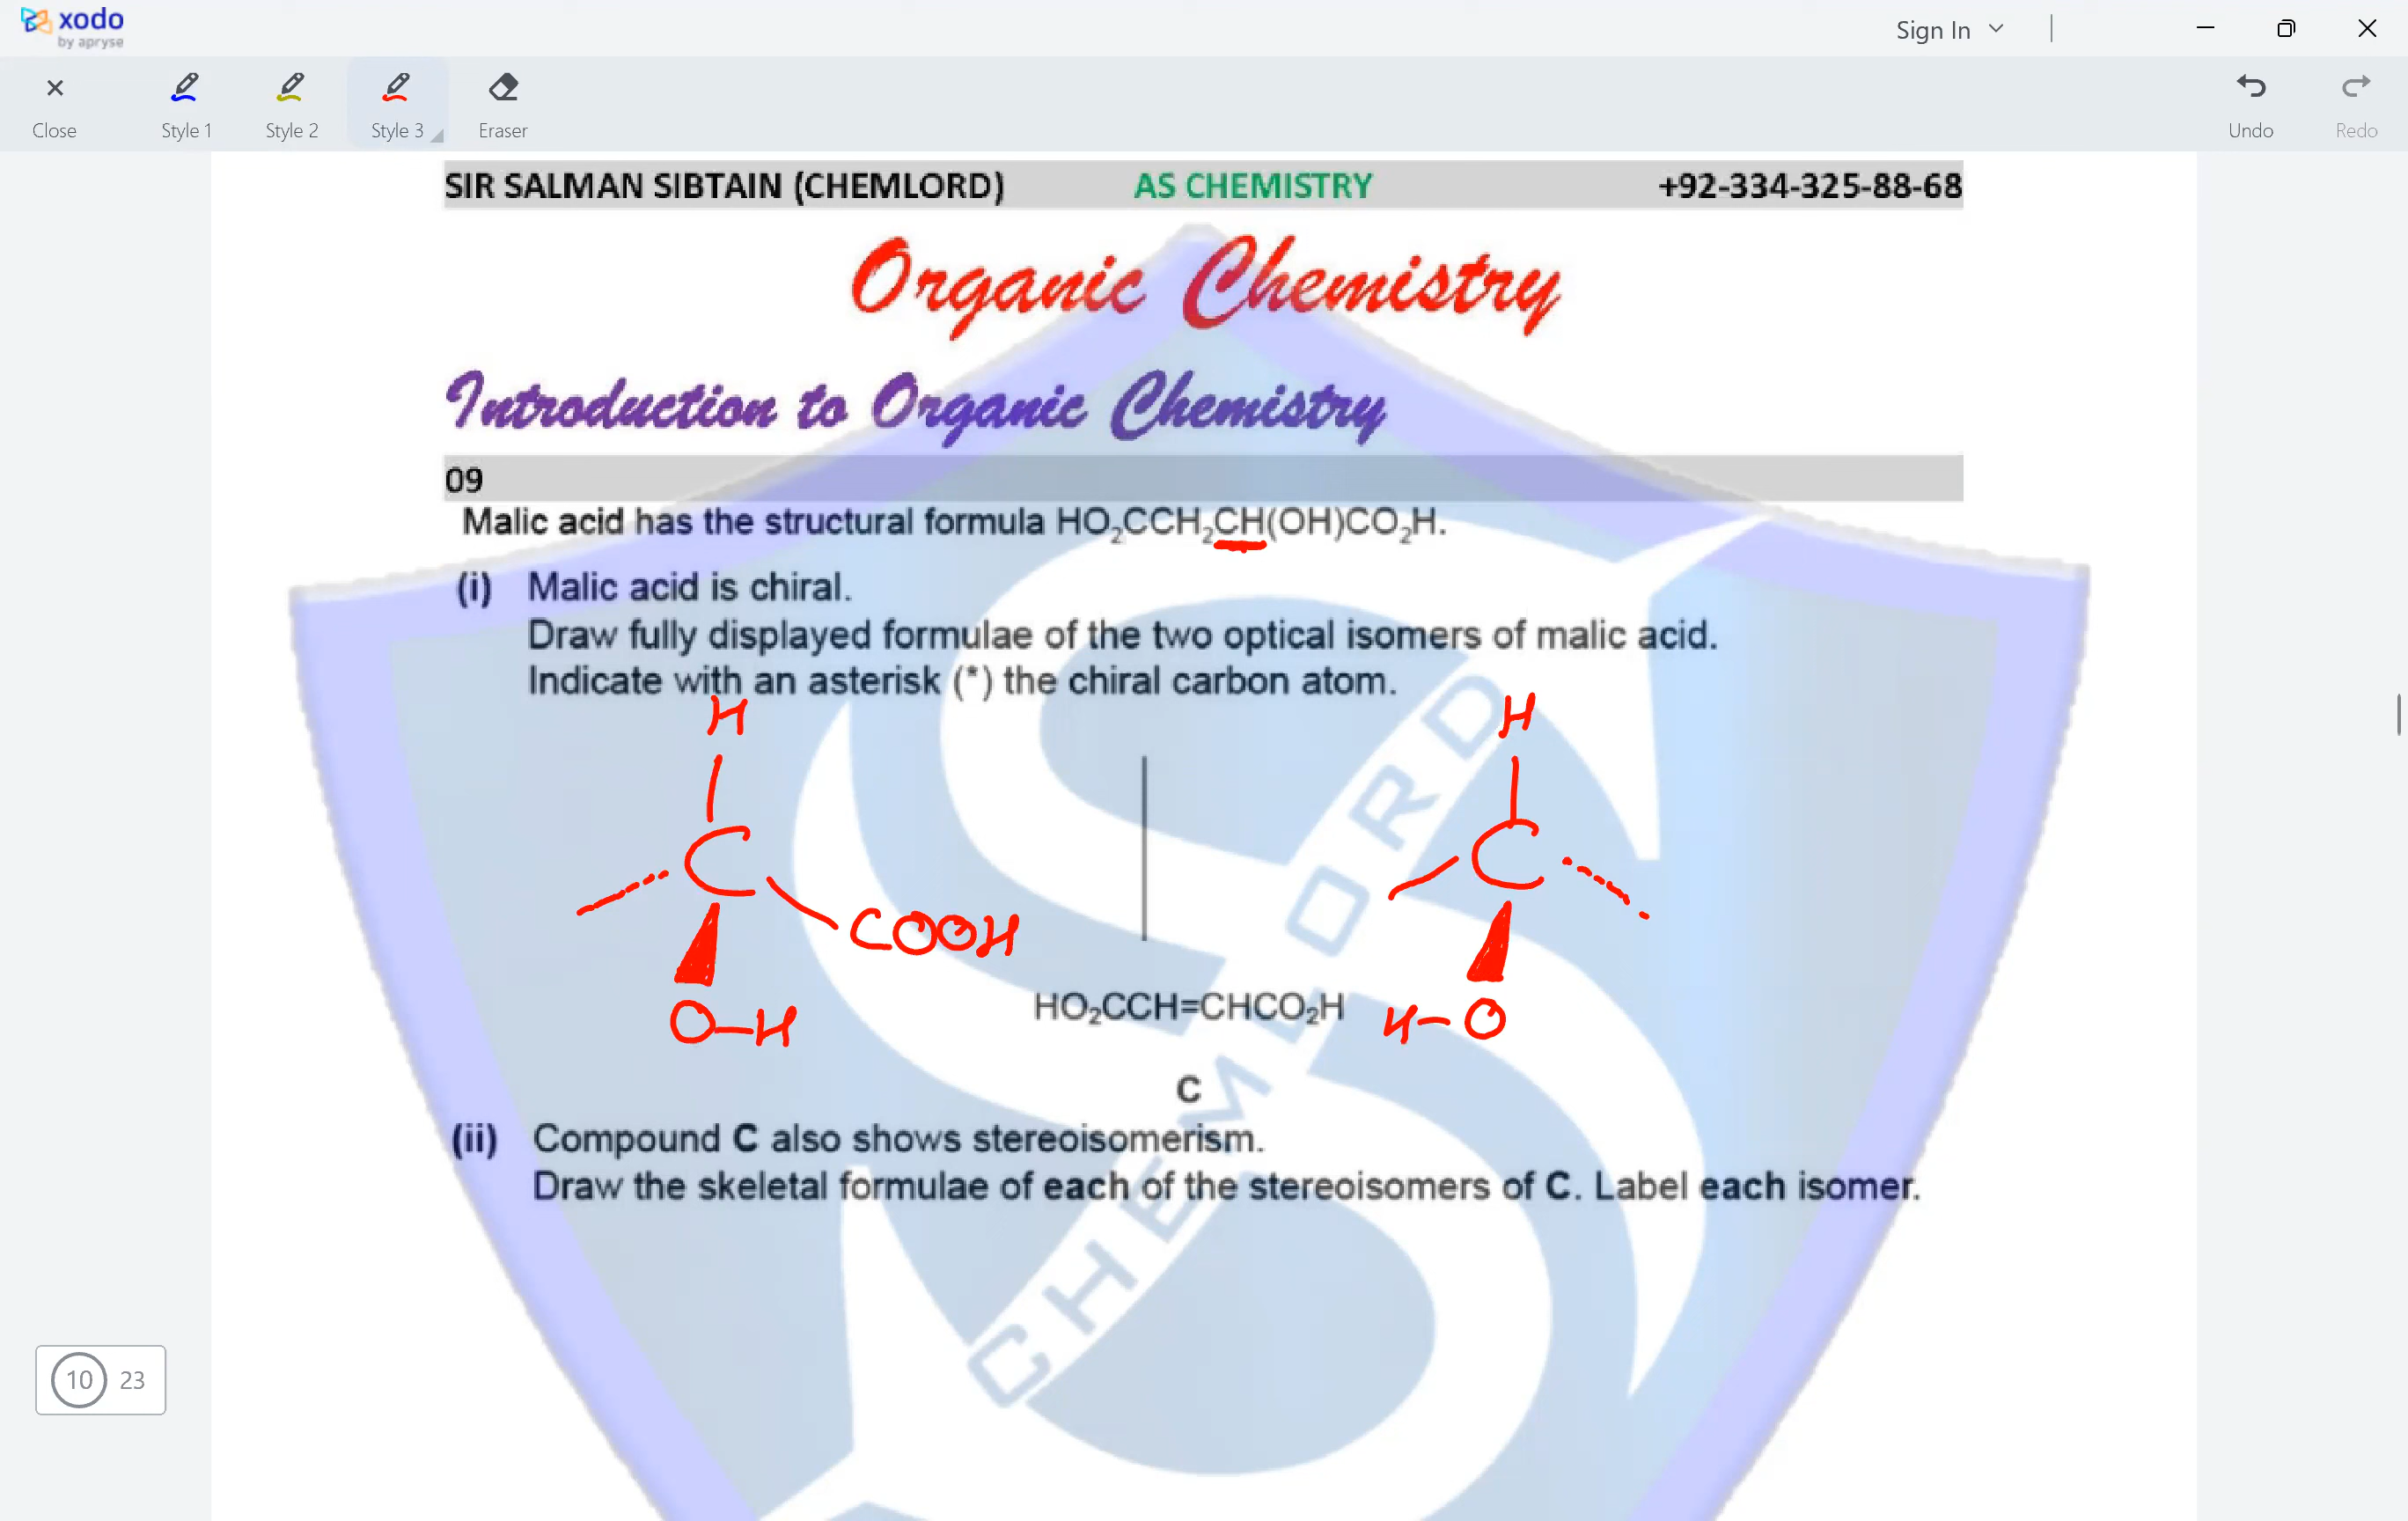 xodo
by apryse
Sign In
Close
Style 1
Style 2
Style 3
Eraser
Undo
Redo
SIR SALMAN SIBTAIN (CHEMLORD) AS CHEMISTRY +92-334-325-88-68
Organic Chemistry
Introduction to Organic Chemistry
09
Malic acid has the structural formula HO₂CCH₂CH(OH)CO₂H.
(i) Malic acid is chiral.
Draw fully displayed formulae of the two optical isomers of malic acid.
Indicate with an asterisk (*) the chiral carbon atom.
H H
C C
COOH
O-H H-O
HO₂CCH=CHCO₂H
C
(ii) Compound C also shows stereoisomerism.
Draw the skeletal formulae of each of the stereoisomers of C. Label each isomer.
CHEMLORD
10 23